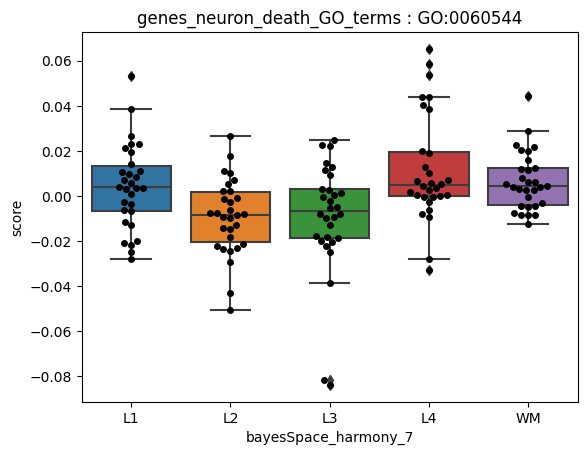 genes_neuron_death_GO_terms : GO:0060544
0.06
0.04
0.02
0.00
−0.02
−0.04
−0.06
−0.08
score
L1 L2 L3 L4 WM
bayesSpace_harmony_7